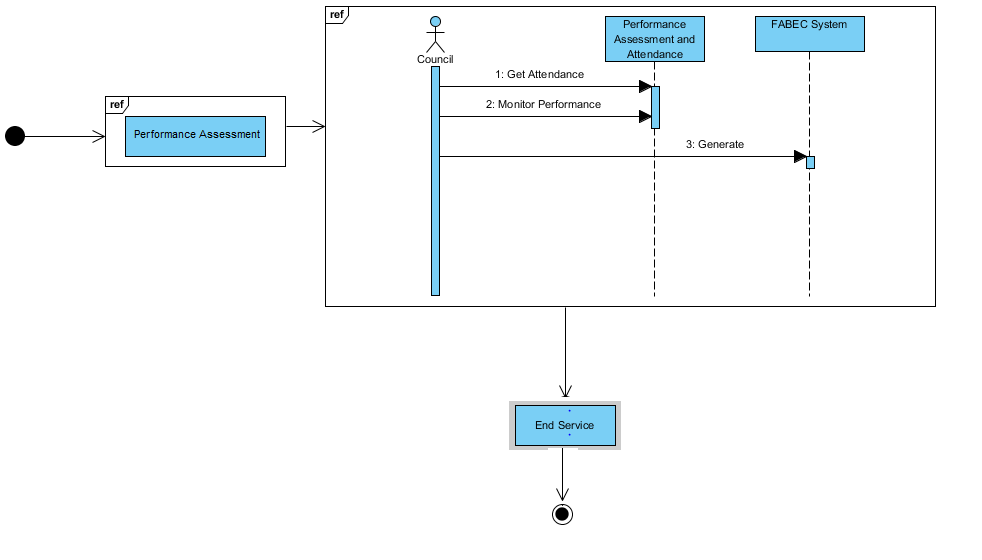 ref
Performance Assessment
ref
Council
Performance
Assessment and
Attendance
FABEC System
1: Get Attendance
2: Monitor Performance
3: Generate
End Service